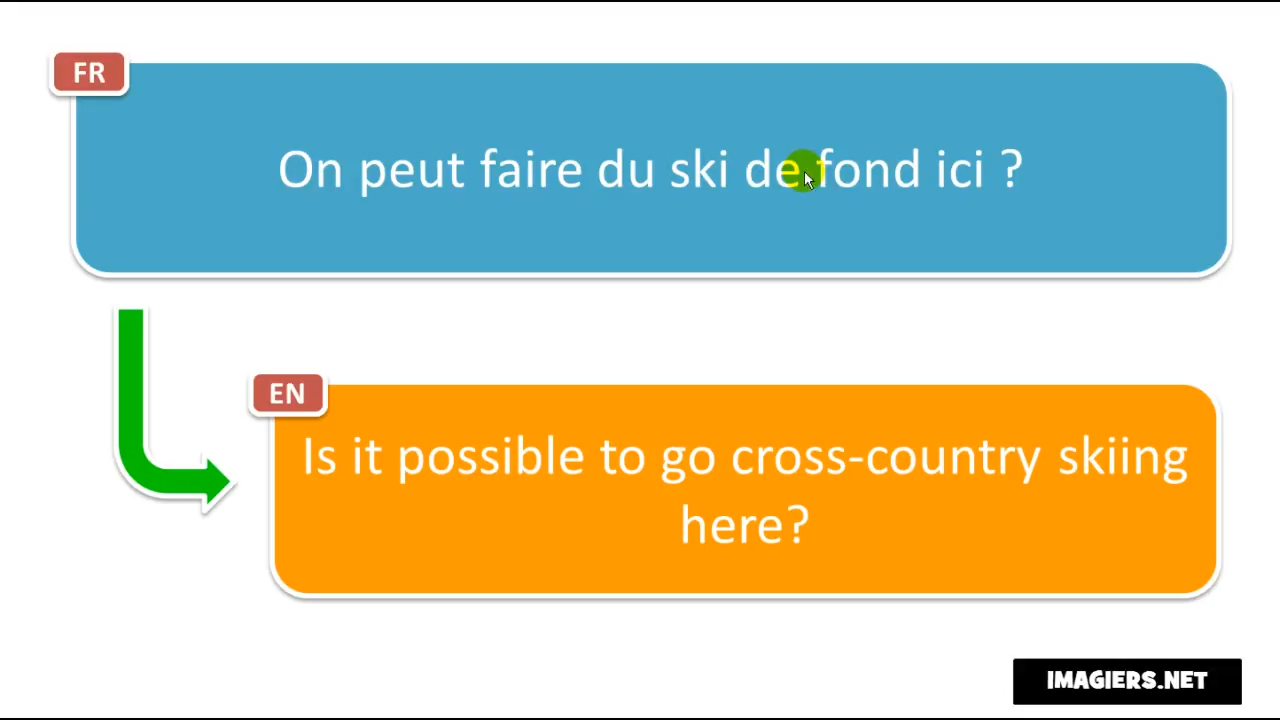 FR
On peut faire du ski de fond ici ?
EN
Is it possible to go cross-country skiing
here?
IMAGIERS.NET